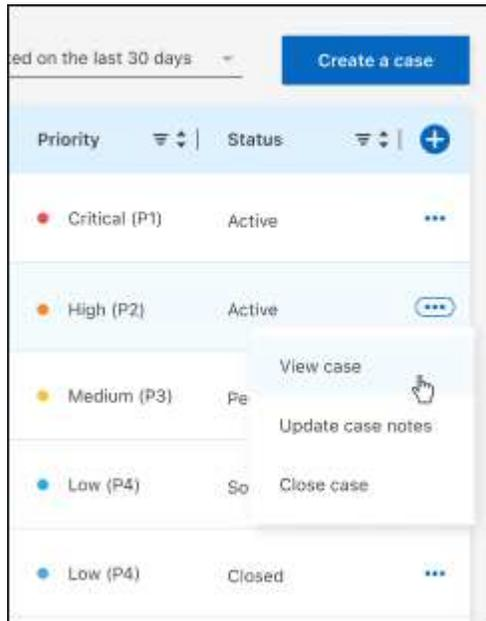 ed on the last 30 days
Create a case
Priority Status
Critical (P1) Active
High (P2) Active
View case
Medium (P3) Pe
Update case notes
Low (P4) So Close case
Low (P4) Closed